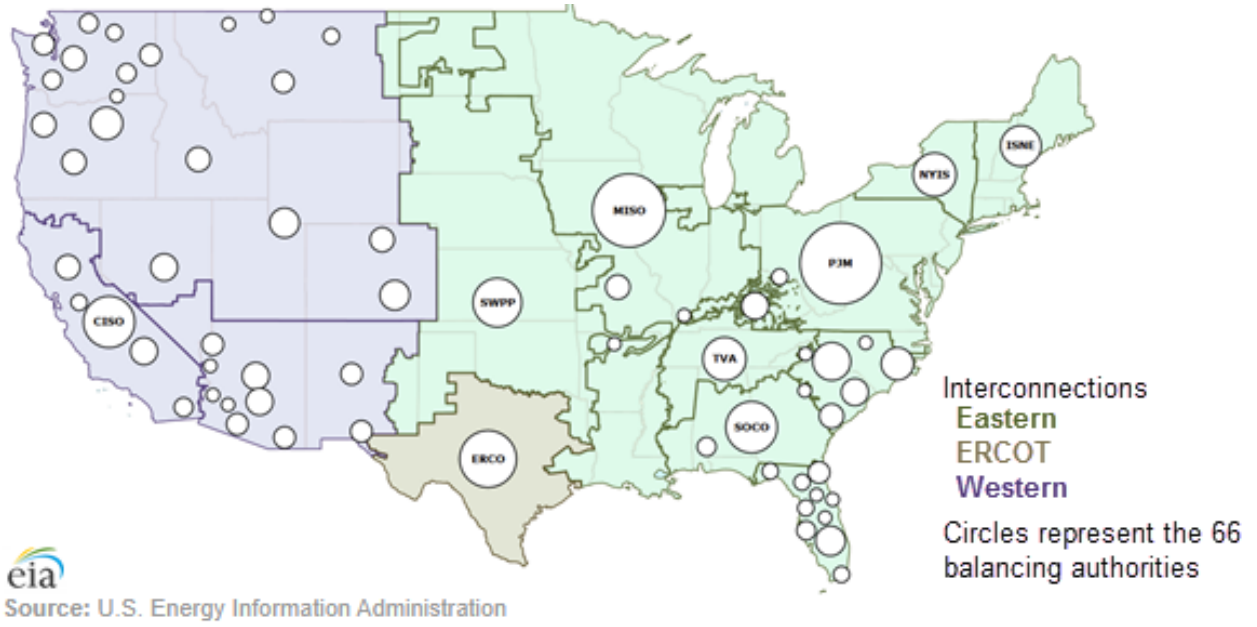 ISNE
NYIS
MISO
PJM
SWPP
CISO
TVA
SOCO
ERCO
Interconnections
Eastern
ERCOT
Western
Circles represent the 66
balancing authorities
eia
Source: U.S. Energy Information Administration